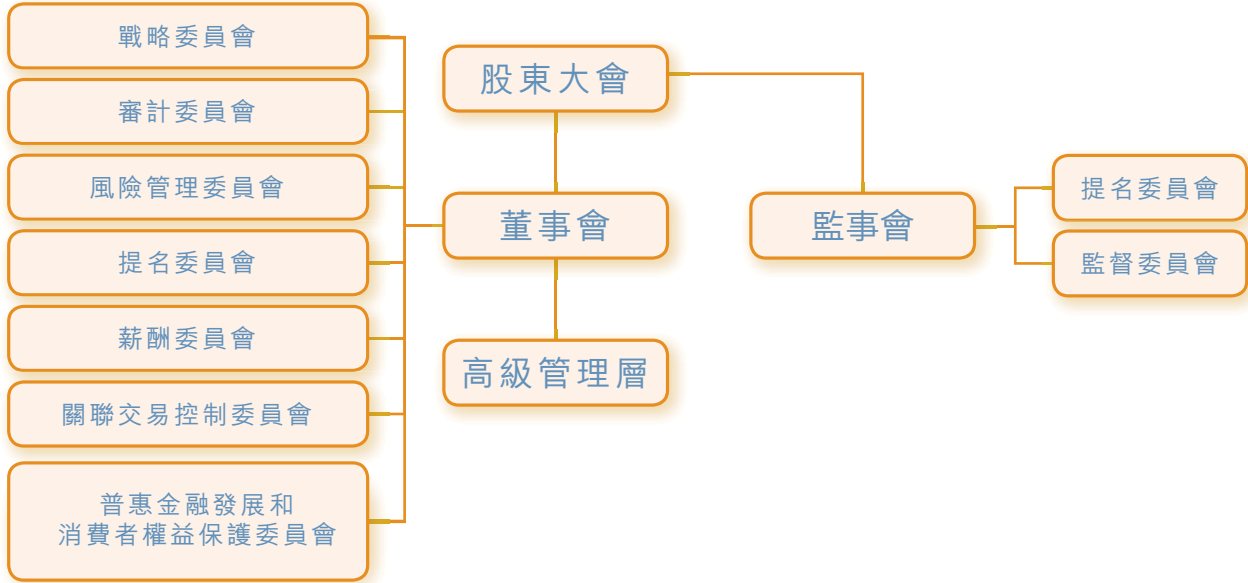 股東大會
董事會
高級管理層
監事會
戰略委員會
審計委員會
風險管理委員會
提名委員會
薪酬委員會
關聯交易控制委員會
普惠金融發展和
消費者權益保護委員會
提名委員會
監督委員會